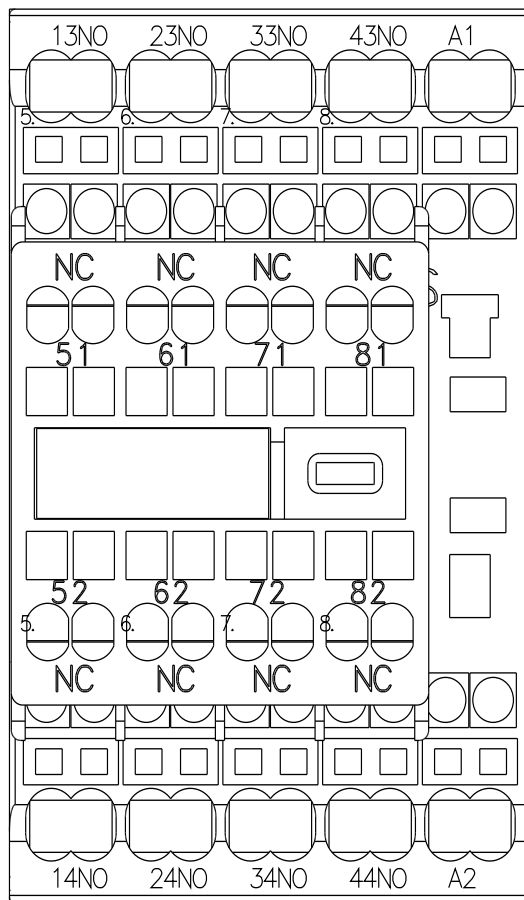 13NO 23NO 33NO 43NO A1
5. 6. 7. 8.
NC NC NC NC
51 61 71 81
52 62 72 82
5. 6. 7. 8.
NC NC NC NC
14NO 24NO 34NO 44NO A2